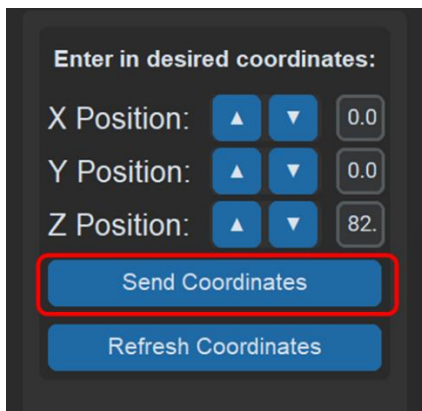 Enter in desired coordinates:
X Position: ▲ ▼ 0.0
Y Position: ▲ ▼ 0.0
Z Position: ▲ ▼ 82.
Send Coordinates
Refresh Coordinates